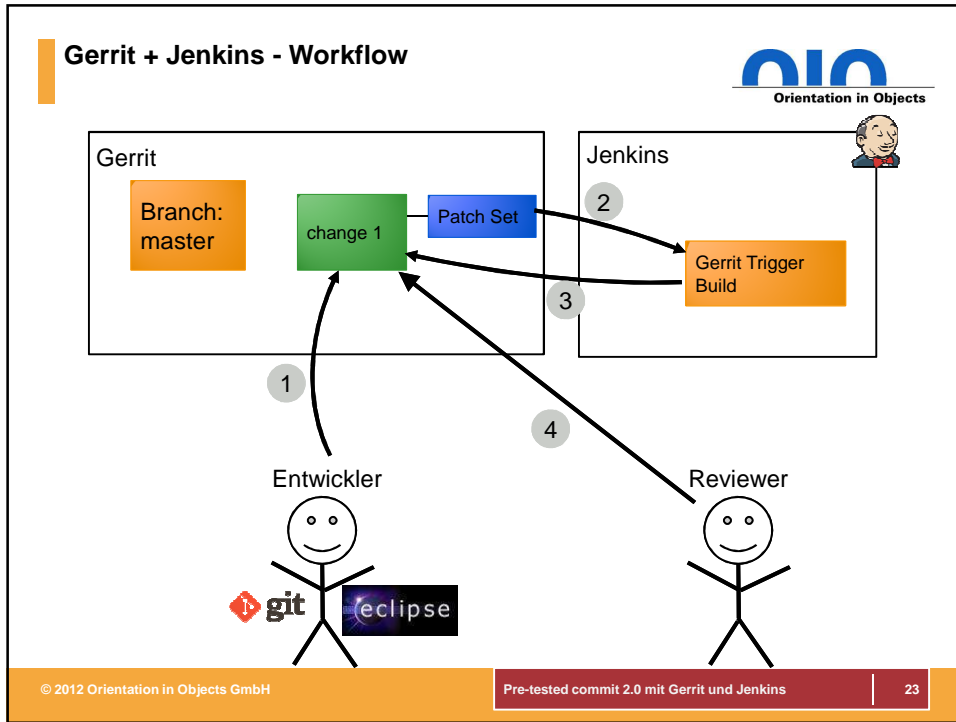 Gerrit + Jenkins - Workflow
OIO
Orientation in Objects
Gerrit
Jenkins
Branch:
master
change 1
Patch Set
2
Gerrit Trigger
Build
3
1
4
Entwickler
Reviewer
git
eclipse
© 2012 Orientation in Objects GmbH
Pre-tested commit 2.0 mit Gerrit und Jenkins
23